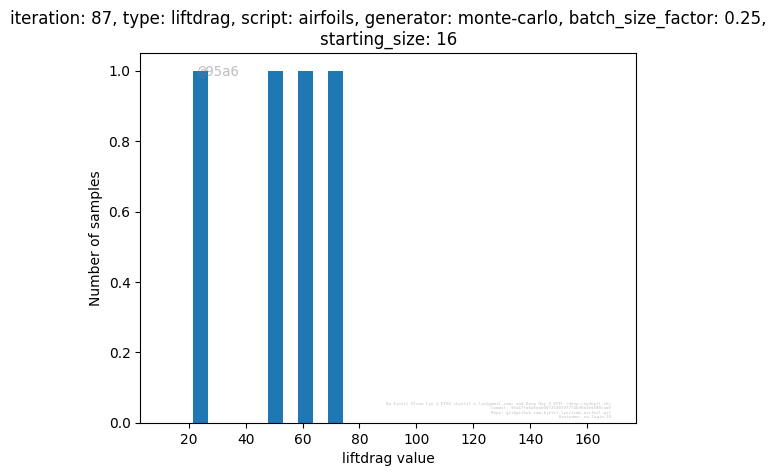 iteration: 87, type: liftdrag, script: airfoils, generator: monte-carlo, batch_size_factor: 0.25,
starting_size: 16
@95a6
1.0
0.8
0.6
0.4
0.2
0.0
Number of samples
20 40 60 80 100 120 140 160
liftdrag value